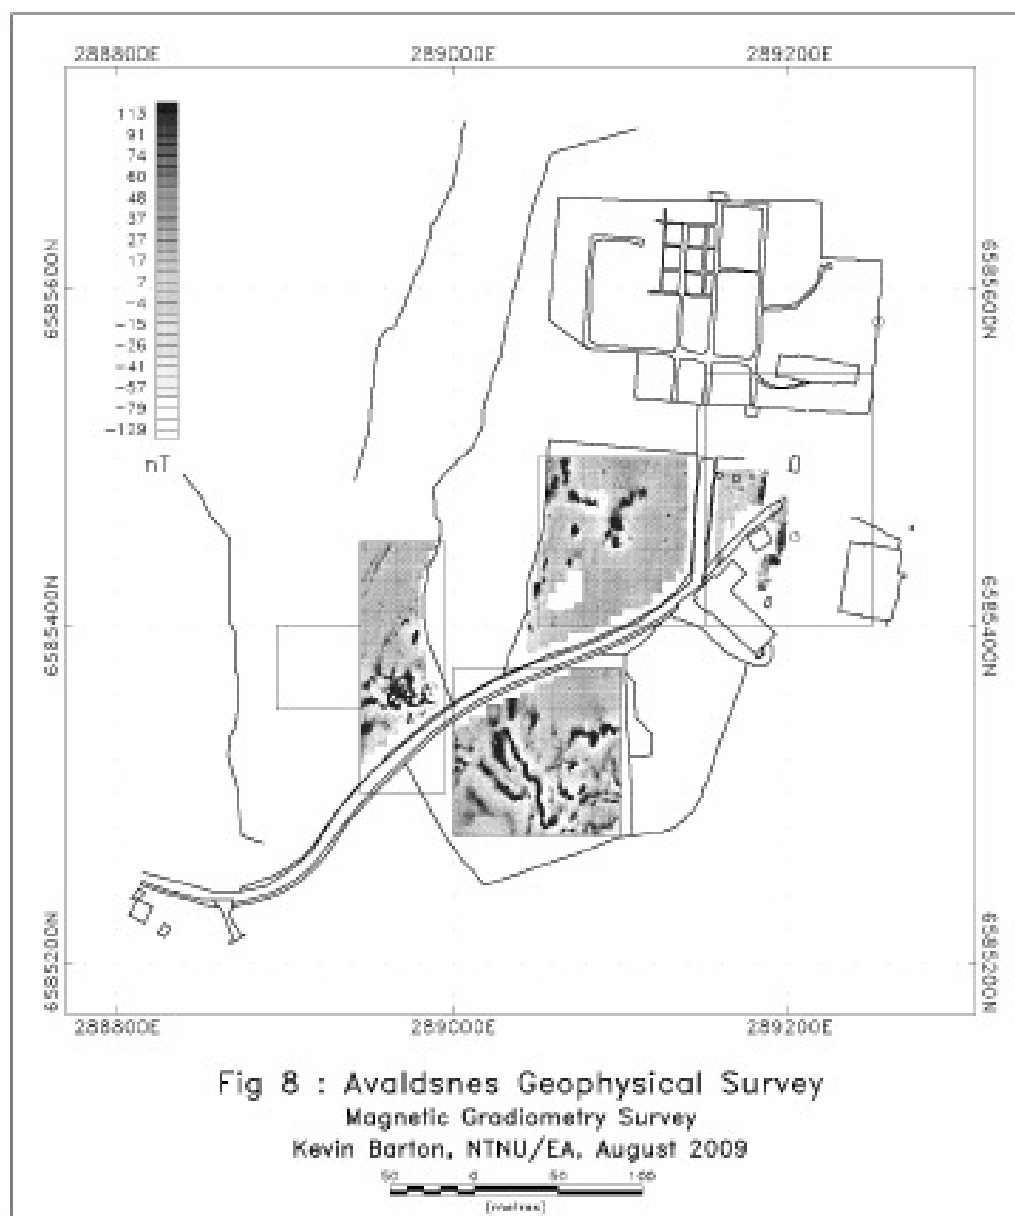 288800E 289000E 289200E
113
91
74
60
48
37
27
17
7
-4
-15
-26
-41
-57
-79
-129
nT
6585600N 6585600N
6585400N 6585400N
6585200N 6585200N
288800E 289000E 289200E
Fig 8 : Avaldsnes Geophysical Survey
Magnetic Gradiometry Survey
Kevin Barton, NTNU/EA, August 2009
50 0 50 100
(metres)